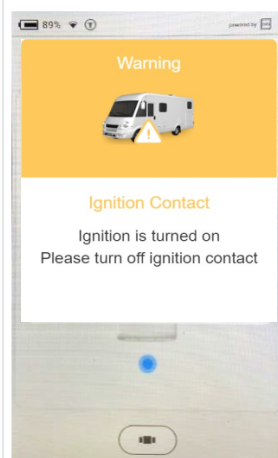 89%
powered by
Warning
Ignition Contact
Ignition is turned on
Please turn off ignition contact